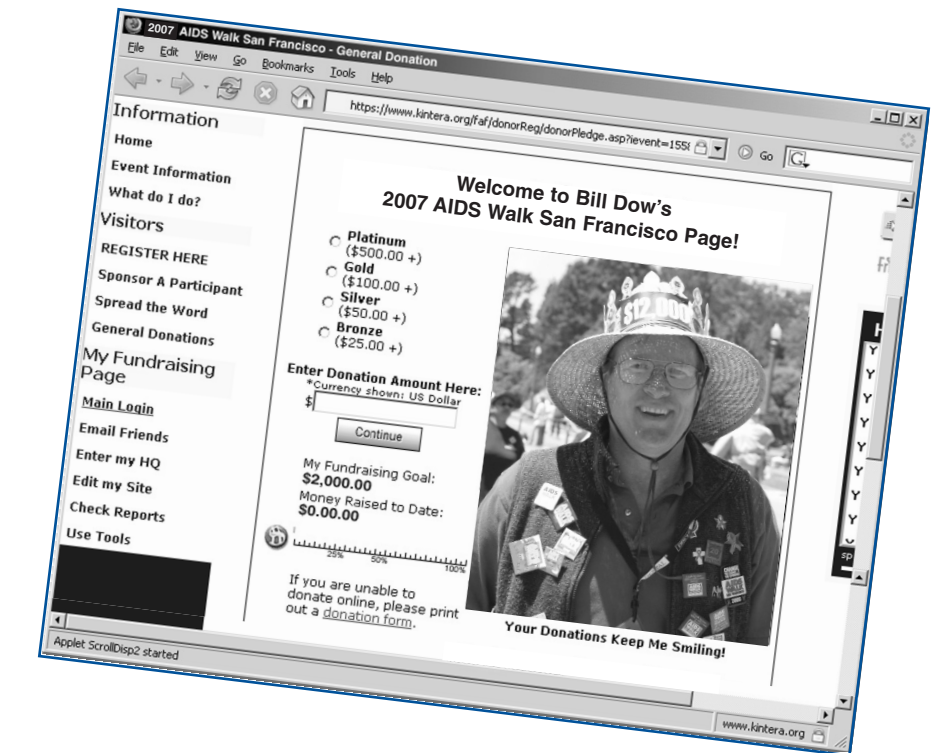 2007 AIDS Walk San Francisco - General Donation
File Edit View Go Bookmarks Tools Help
https://www.kintera.org/faf/donorReg/donorPledge.asp?ievent=155
Go
G
Information
Home
Event Information
What do I do?
Visitors
REGISTER HERE
Sponsor A Participant
Spread the Word
General Donations
My Fundraising
Page
Main Login
Email Friends
Enter my HQ
Edit my Site
Check Reports
Use Tools
Welcome to Bill Dow's
2007 AIDS Walk San Francisco Page!
Platinum
($500.00 +)
Gold
($100.00 +)
Silver
($50.00 +)
Bronze
($25.00 +)
Enter Donation Amount Here:
*Currency shown: US Dollar
$
Continue
My Fundraising Goal:
$2,000.00
Money Raised to Date:
$0.00.00
25% 50% 100%
If you are unable to
donate online, please print
out a donation form.
$12,000
AIDS
Your Donations Keep Me Smiling!
H
Y
Y
Y
Y
Y
Y
Y
Y
sp
Applet ScrollDisp2 started
www.kintera.org